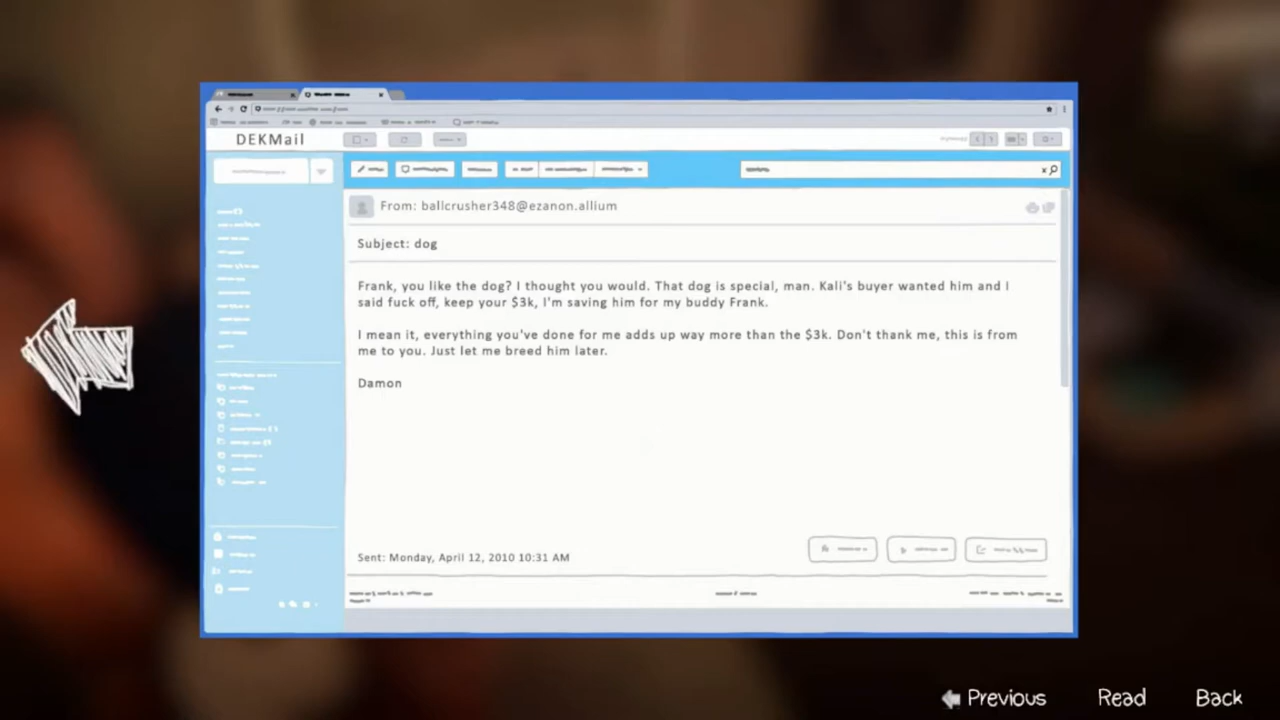 DEKMail
From: ballcrusher348@ezanon.allium
Subject: dog
Frank, you like the dog? I thought you would. That dog is special, man. Kali's buyer wanted him and I
said fuck off, keep your $3k, I'm saving him for my buddy Frank.
I mean it, everything you've done for me adds up way more than the $3k. Don't thank me, this is from
me to you. Just let me breed him later.
Damon
Sent: Monday, April 12, 2010 10:31 AM
Previous
Read
Back